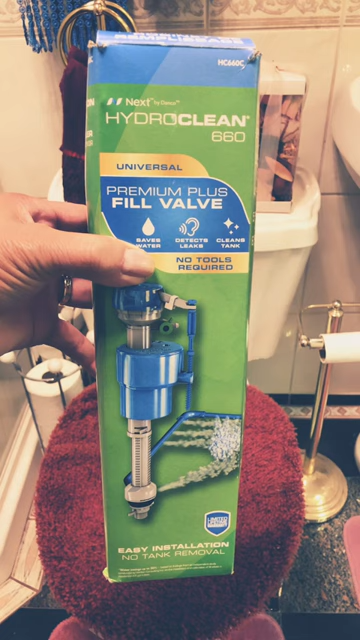 HC660C
Next by Danco
HYDROCLEAN
660
UNIVERSAL
PREMIUM PLUS
FILL VALVE
SAVES WATER
DETECTS LEAKS
CLEANS TANK
NO TOOLS
REQUIRED
LIMITED
EASY INSTALLATION
NO TANK REMOVAL